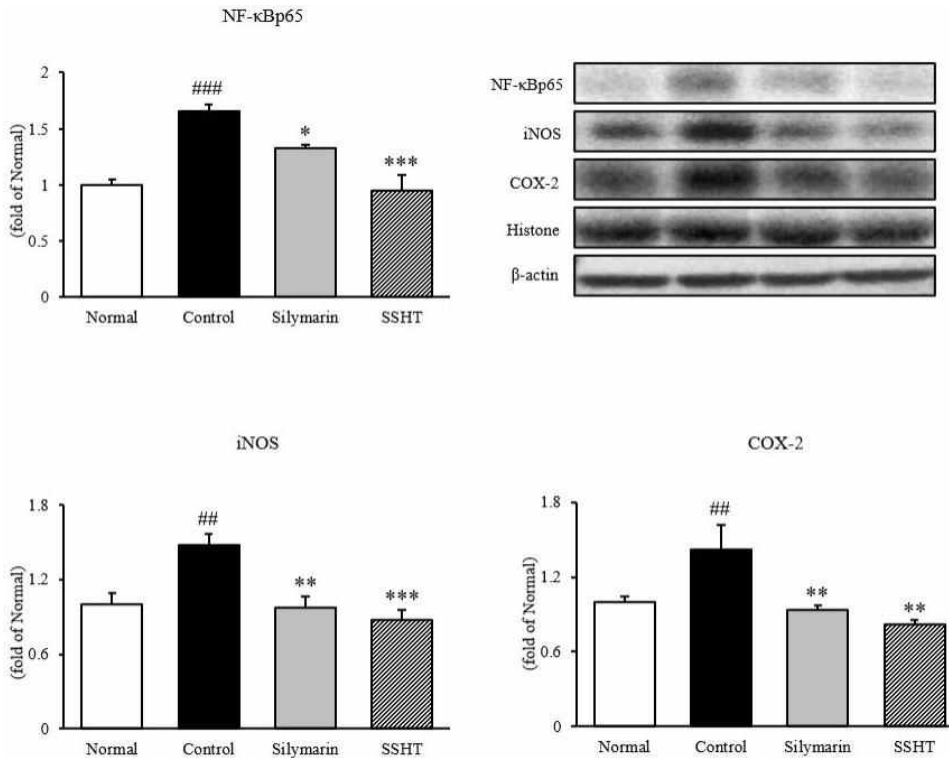 NF-κBp65
(fold of Normal)
2
1.5
1
0.5
0
###
*
***
Normal Control Silymarin SSHT
NF-κBp65
iNOS
COX-2
Histone
β-actin
iNOS
(fold of Normal)
1.8
1.2
0.6
0
##
**
***
Normal Control Silymarin SSHT
COX-2
(fold of Normal)
1.8
1.2
0.6
0
##
**
**
Normal Control Silymarin SSHT